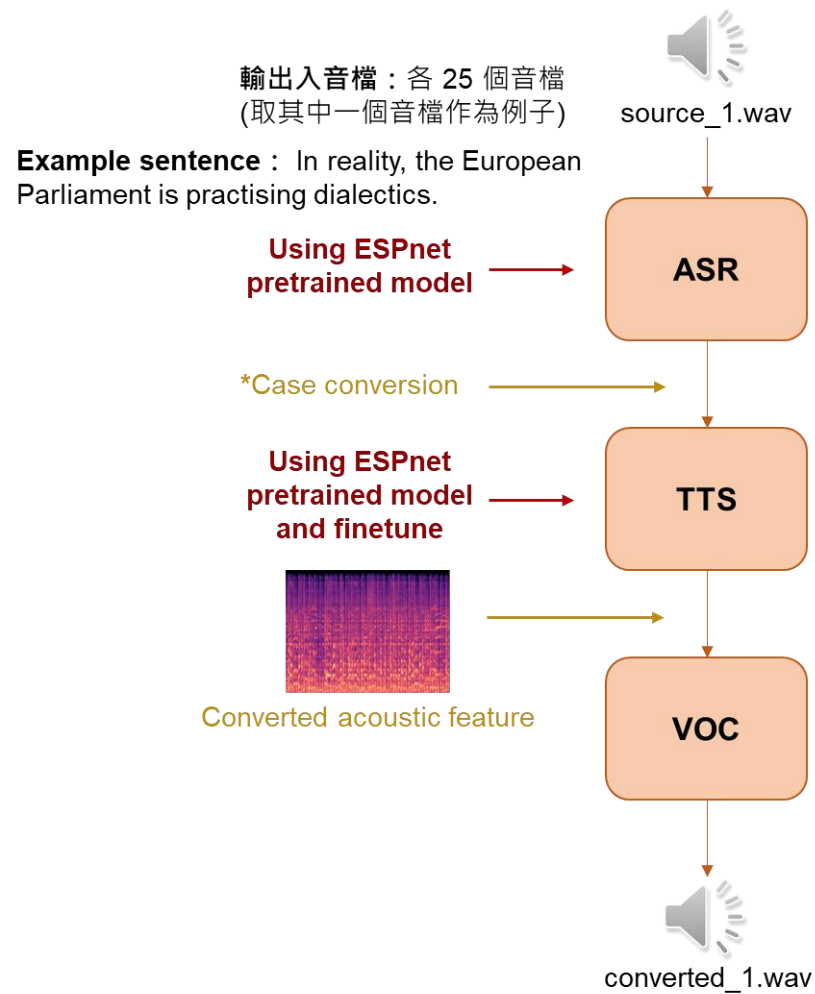 輸出入音檔：各 25 個音檔
(取其中一個音檔作為例子)
source_1.wav
Example sentence： In reality, the European
Parliament is practising dialectics.
Using ESPnet
pretrained model
ASR
*Case conversion
Using ESPnet
pretrained model
and finetune
TTS
Converted acoustic feature
VOC
converted_1.wav